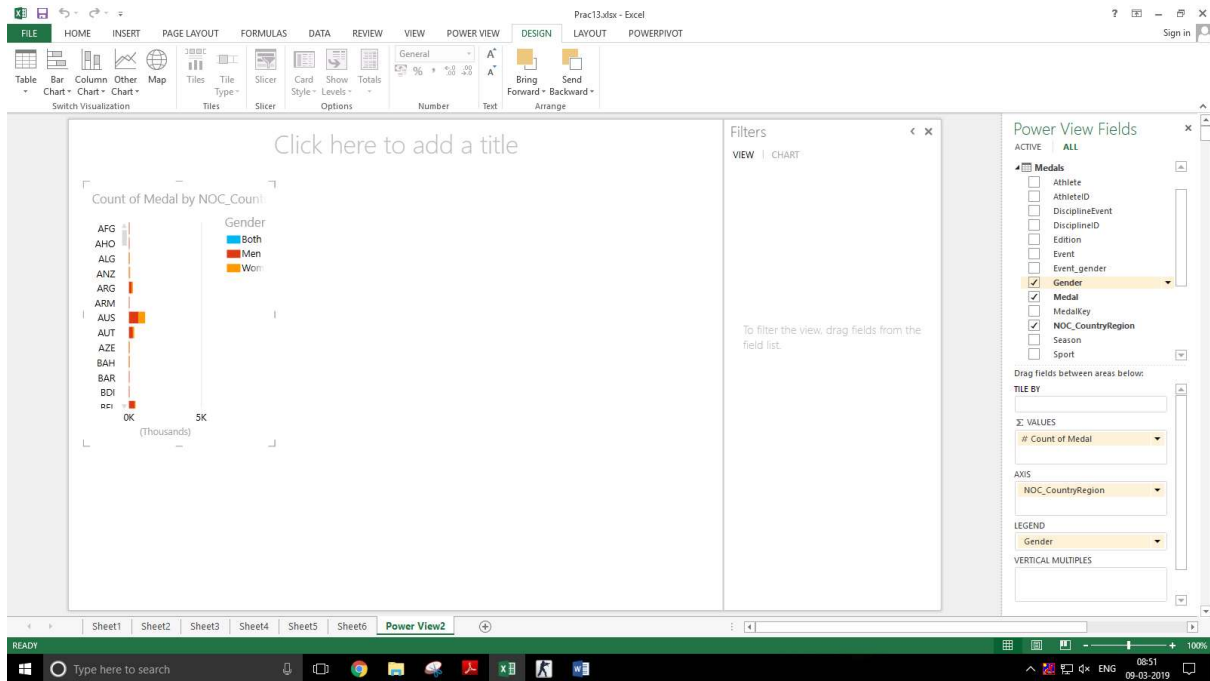 Prac13.xlsx - Excel
FILE HOME INSERT PAGE LAYOUT FORMULAS DATA REVIEW VIEW POWER VIEW DESIGN LAYOUT POWERPIVOT Sign in
General
Table Bar Chart Column Chart Other Chart Map Tiles Tile Type Slicer Card Style Show Levels Totals Bring Forward Send Backward
Switch Visualization Tiles Slicer Options Number Text Arrange
Click here to add a title
Count of Medal by NOC_Count
Gender
Both
Men
Wom
AFG
AHO
ALG
ANZ
ARG
ARM
AUS
AUT
AZE
BAH
BAR
BDI
BEL
0K 5K
(Thousands)
Filters
VIEW | CHART
To filter the view, drag fields from the
field list.
Power View Fields
ACTIVE | ALL
Medals
Athlete
AthleteID
DisciplineEvent
DisciplineID
Edition
Event
Event_gender
Gender
Medal
MedalKey
NOC_CountryRegion
Season
Sport
Drag fields between areas below:
TILE BY
Σ VALUES
# Count of Medal
AXIS
NOC_CountryRegion
LEGEND
Gender
VERTICAL MULTIPLES
Sheet1 Sheet2 Sheet3 Sheet4 Sheet5 Sheet6 Power View2
READY 100%
Type here to search ENG 08:51
09-03-2019